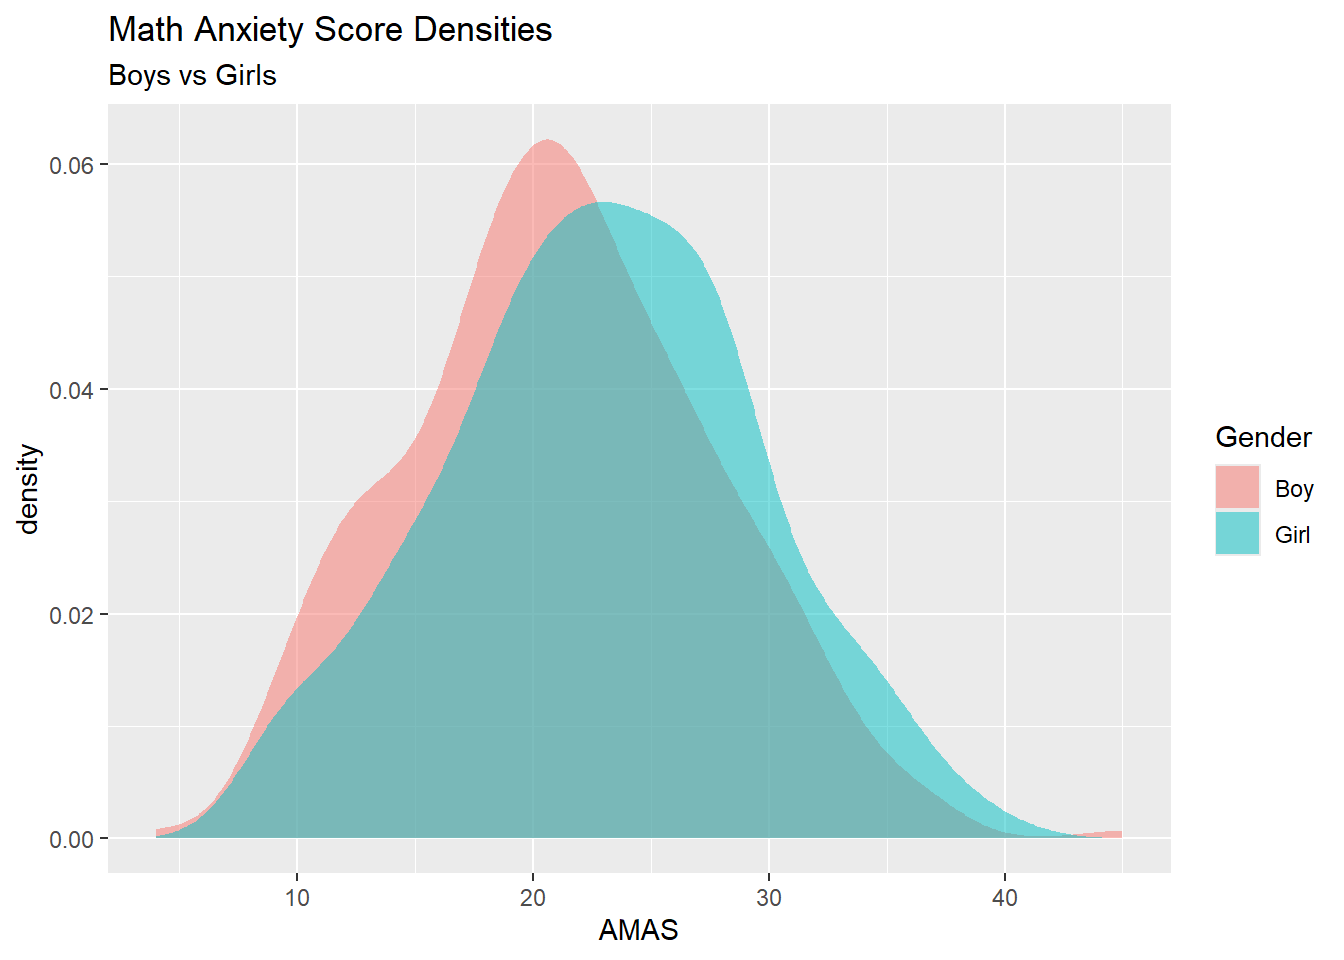 Math Anxiety Score Densities
Boys vs Girls
0.06
0.04
0.02
0.00
density
10 20 30 40
AMAS
Gender
Boy
Girl